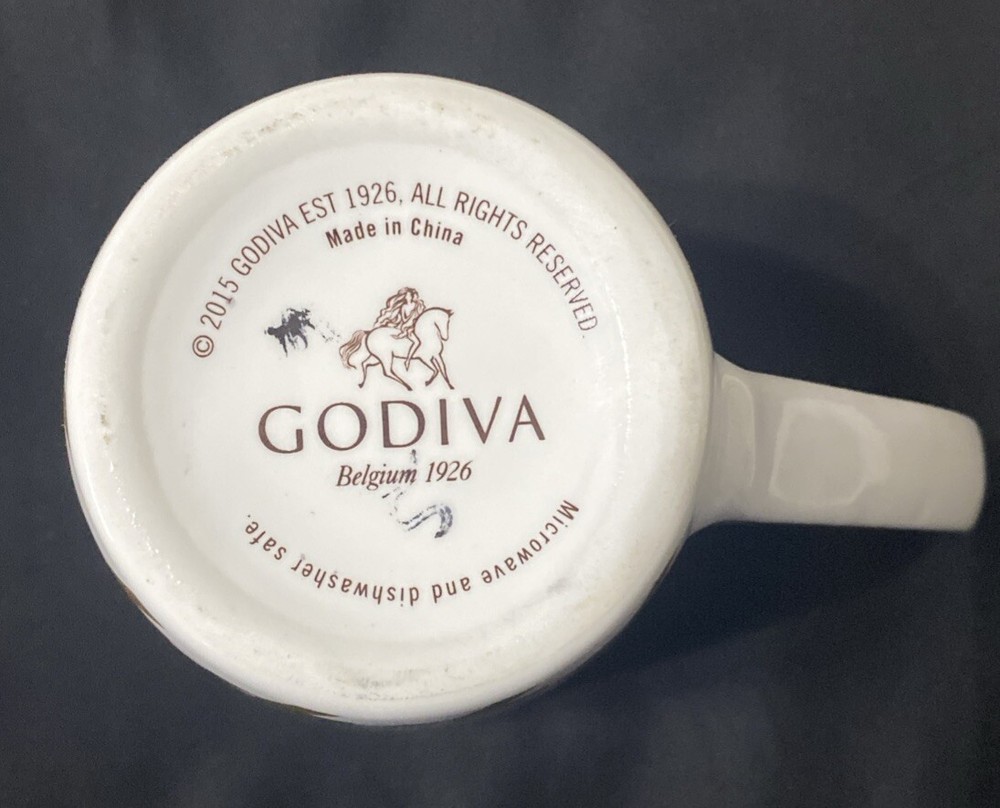 © 2015 GODIVA EST 1926, ALL RIGHTS RESERVED.
Made in China
GODIVA
Belgium 1926
Microwave and dishwasher safe.